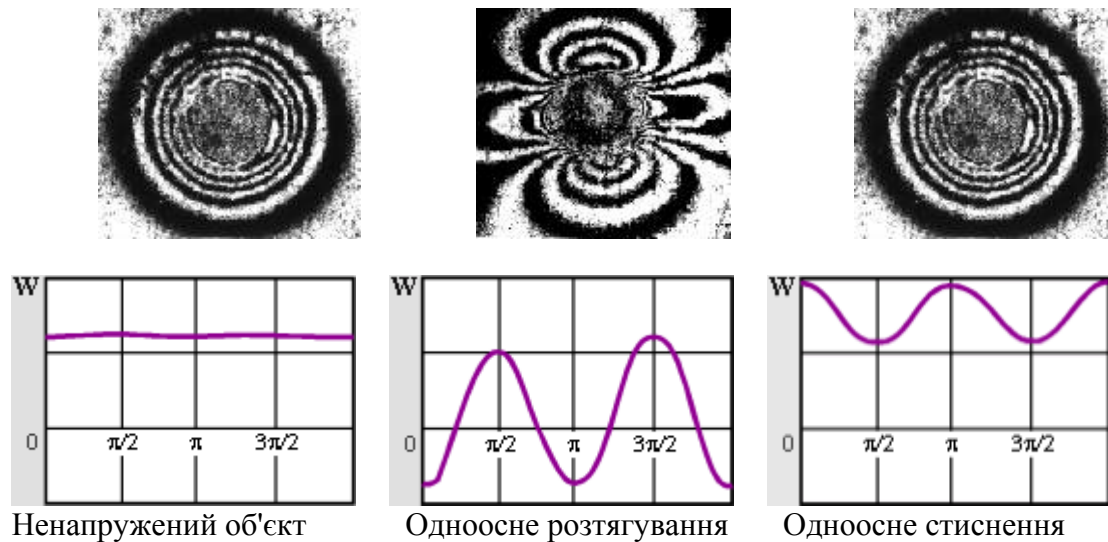 W
0
π/2
π
3π/2
W
0
π/2
π
3π/2
W
0
π/2
π
3π/2
Ненапружений об'єкт
Одноосне розтягування
Одноосне стиснення